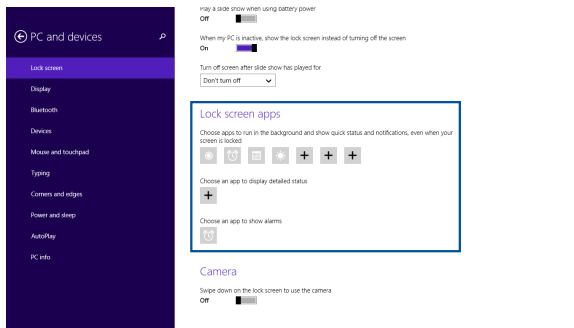 PC and devices
Lock screen
Display
Bluetooth
Devices
Mouse and touchpad
Typing
Corners and edges
Power and sleep
AutoPlay
PC info
Play a slide show when using battery power
Off
When my PC is inactive, show the lock screen instead of turning off the screen
On
Turn off screen after slide show has played for
Don't turn off
Lock screen apps
Choose apps to run in the background and show quick status and notifications, even when your
screen is locked
Choose an app to display detailed status
Choose an app to show alarms
Camera
Swipe down on the lock screen to use the camera
Off